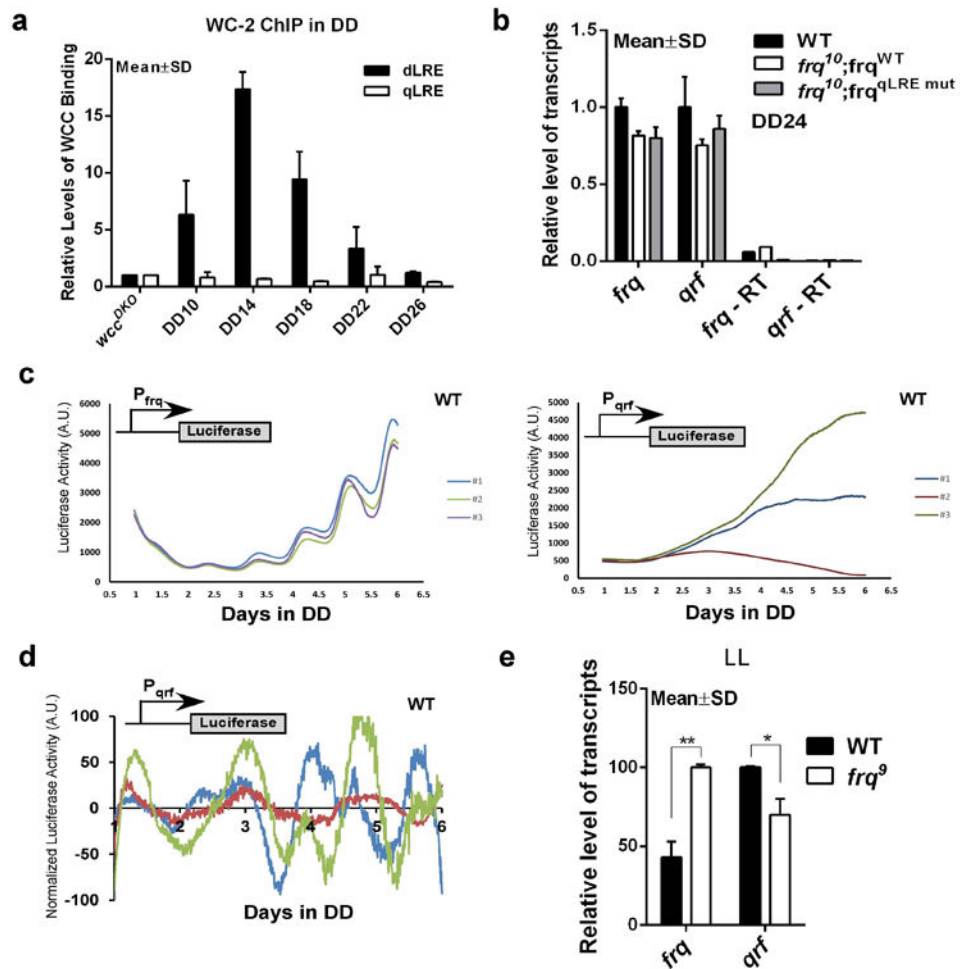 a
WC-2 ChIP in DD
Mean±SD
dLRE
qLRE
Relative Levels of WCC Binding
20
15
10
5
0
wcc^DKO
DD10
DD14
DD18
DD22
DD26
b
Mean±SD
WT
frq^10;frq^WT
frq^10;frq^qLRE mut
DD24
Relative level of transcripts
1.5
1.0
0.5
0.0
frq
qrf
frq - RT
qrf - RT
c
P_frq
Luciferase
WT
Luciferase Activity (A.U.)
6000
5000
4000
3000
2000
1000
0
0.5 1 1.5 2 2.5 3 3.5 4 4.5 5 5.5 6 6.5
Days in DD
#1
#2
#3
P_qrf
Luciferase
WT
Luciferase Activity (A.U.)
5000
4500
4000
3500
3000
2500
2000
1500
1000
500
0
0.5 1 1.5 2 2.5 3 3.5 4 4.5 5 5.5 6 6.5
Days in DD
#1
#2
#3
d
P_qrf
Luciferase
WT
Normalized Luciferase Activity (A.U.)
100
50
0
-50
-100
1 2 3 4 5 6
Days in DD
e
LL
Mean±SD
WT
frq^9
Relative level of transcripts
150
100
50
0
**
*
frq
qrf